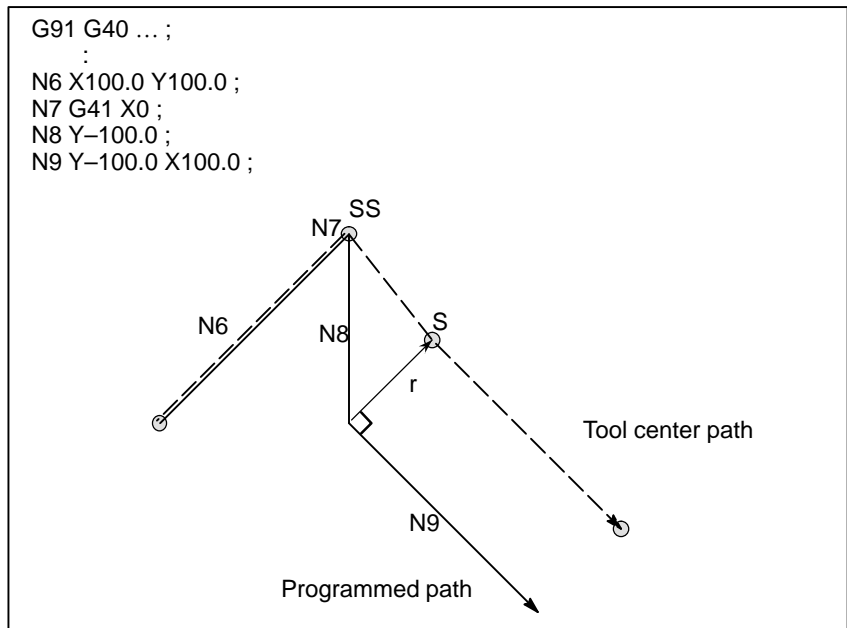 G91 G40 … ;
:
N6 X100.0 Y100.0 ;
N7 G41 X0 ;
N8 Y–100.0 ;
N9 Y–100.0 X100.0 ;
SS
N7
N6
N8
S
r
Tool center path
N9
Programmed path